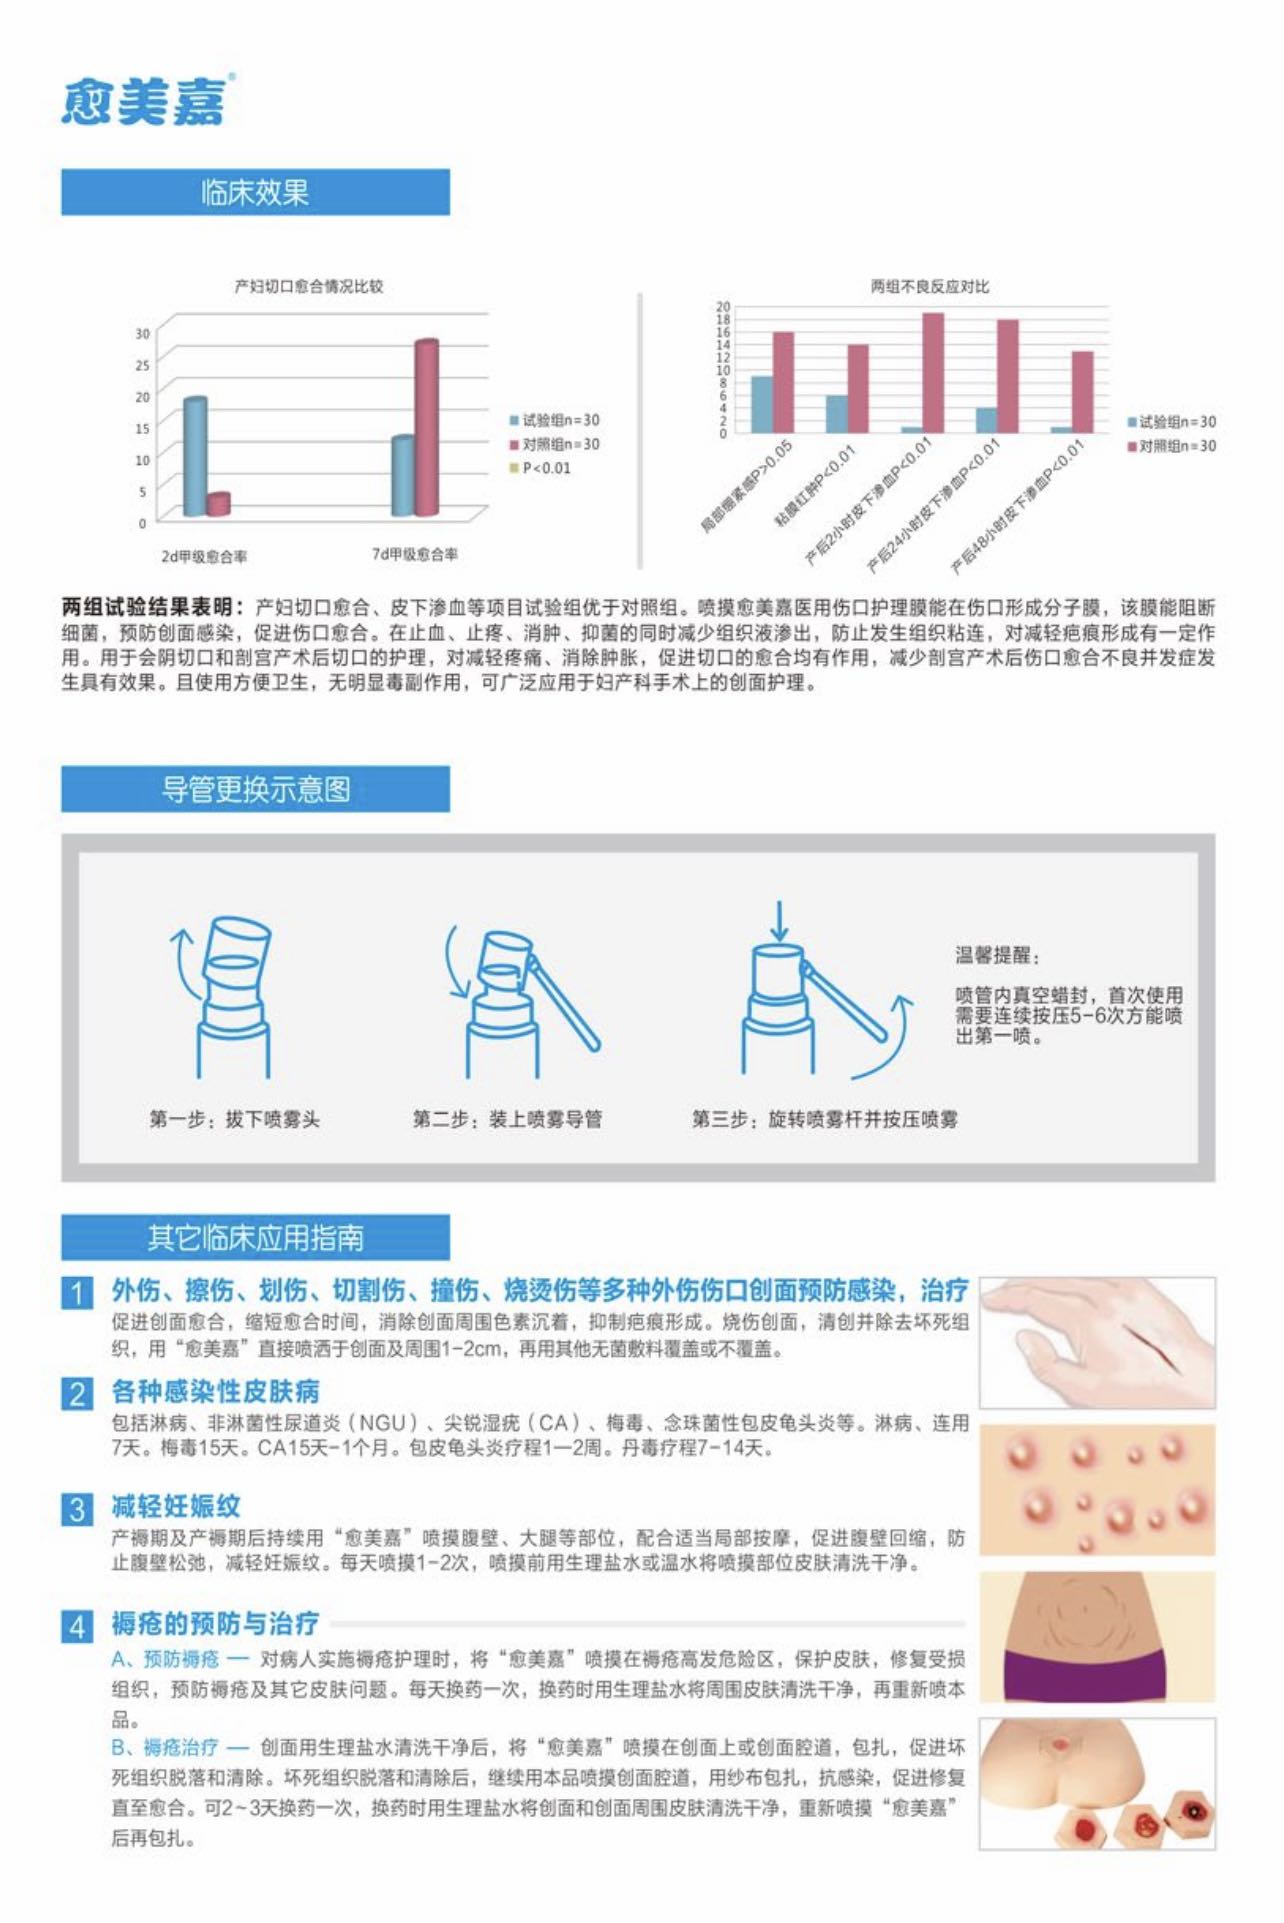 愈美嘉®
临床效果
产妇切口愈合情况比较
30
25
20
15
10
5
0
2d甲级愈合率
7d甲级愈合率
试验组n=30
对照组n=30
P<0.01
两组不良反应对比
20
18
16
14
12
10
8
6
4
2
0
局部绷紧感P>0.05
粘膜红肿P<0.01
产后2小时皮下渗血P<0.01
产后24小时皮下渗血P<0.01
产后48小时皮下渗血P<0.01
试验组n=30
对照组n=30
两组试验结果表明：产妇切口愈合、皮下渗血等项目试验组优于对照组。喷摸愈美嘉医用伤口护理膜能在伤口形成分子膜，该膜能阻断
细菌，预防创面感染，促进伤口愈合。在止血、止疼、消肿、抑菌的同时减少组织液渗出，防止发生组织粘连，对减轻疤痕形成有一定作
用。用于会阴切口和剖宫产术后切口的护理，对减轻疼痛、消除肿胀，促进切口的愈合均有作用，减少剖宫产术后伤口愈合不良并发症发
生具有效果。且使用方便卫生，无明显毒副作用，可广泛应用于妇产科手术上的创面护理。
导管更换示意图
温馨提醒：
喷管内真空蜡封，首次使用
需要连续按压5-6次方能喷
出第一喷。
第一步：拔下喷雾头
第二步：装上喷雾导管
第三步：旋转喷雾杆并按压喷雾
其它临床应用指南
1 外伤、擦伤、划伤、切割伤、撞伤、烧烫伤等多种外伤伤口创面预防感染，治疗
促进创面愈合，缩短愈合时间，消除创面周围色素沉着，抑制疤痕形成。烧伤创面，清创并除去坏死组
织，用“愈美嘉”直接喷洒于创面及周围1-2cm，再用其他无菌敷料覆盖或不覆盖。
2 各种感染性皮肤病
包括淋病、非淋菌性尿道炎（NGU）、尖锐湿疣（CA）、梅毒、念珠菌性包皮龟头炎等。淋病、连用
7天。梅毒15天。CA15天-1个月。包皮龟头炎疗程1—2周。丹毒疗程7-14天。
3 减轻妊娠纹
产褥期及产褥期后持续用“愈美嘉”喷摸腹壁、大腿等部位，配合适当局部按摩，促进腹壁回缩，防
止腹壁松弛，减轻妊娠纹。每天喷摸1-2次，喷摸前用生理盐水或温水将喷摸部位皮肤清洗干净。
4 褥疮的预防与治疗
A、预防褥疮 — 对病人实施褥疮护理时，将“愈美嘉”喷摸在褥疮高发危险区，保护皮肤，修复受损
组织，预防褥疮及其它皮肤问题。每天换药一次，换药时用生理盐水将周围皮肤清洗干净，再重新喷本
品。
B、褥疮治疗 — 创面用生理盐水清洗干净后，将“愈美嘉”喷摸在创面上或创面腔道，包扎，促进坏
死组织脱落和清除。坏死组织脱落和清除后，继续用本品喷摸创面腔道，用纱布包扎，抗感染，促进修复
直至愈合。可2~3天换药一次，换药时用生理盐水将创面和创面周围皮肤清洗干净，重新喷摸“愈美嘉”
后再包扎。